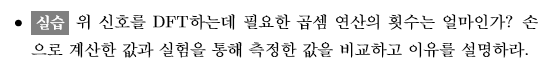 • 실습 위 신호를 DFT하는데 필요한 곱셈 연산의 횟수는 얼마인가? 손
으로 계산한 값과 실험을 통해 측정한 값을 비교하고 이유를 설명하라.